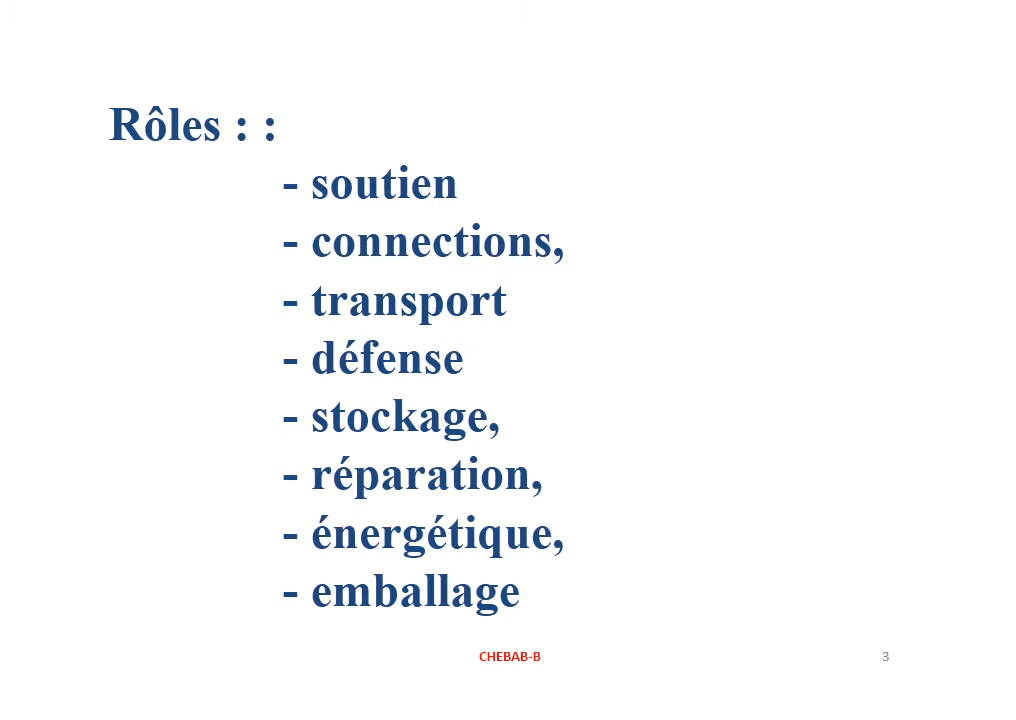 Rôles : :
- soutien
- connections,
- transport
- défense
- stockage,
- réparation,
- énergétique,
- emballage
CHEBAB-B
3